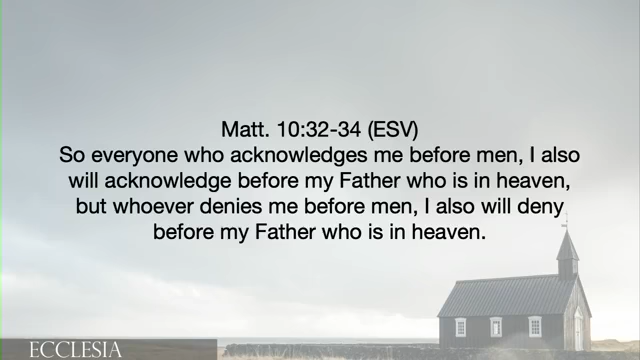 Matt. 10:32-34 (ESV)
So everyone who acknowledges me before men, I also
will acknowledge before my Father who is in heaven,
but whoever denies me before men, I also will deny
before my Father who is in heaven.
ECCLESIA